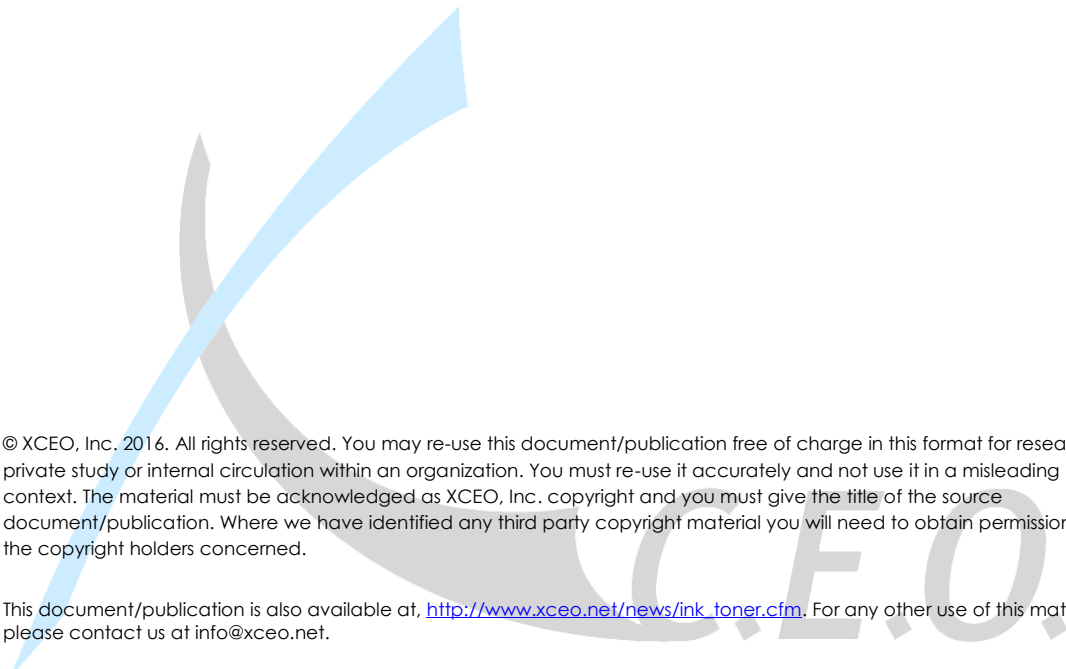 © XCEO, Inc. 2016. All rights reserved. You may re-use this document/publication free of charge in this format for
private study or internal circulation within an organization. You must re-use it accurately and not use it in a misleading
context. The material must be acknowledged as XCEO, Inc. copyright and you must give the title of the source
document/publication. Where we have identified any third party copyright material you will need to obtain
the copyright holders concerned.
This document/publication is also available at, http://www.xceo.net/news/ink_toner.cfm. For any other use of this
please contact us at info@xceo.net.
C.E.O.